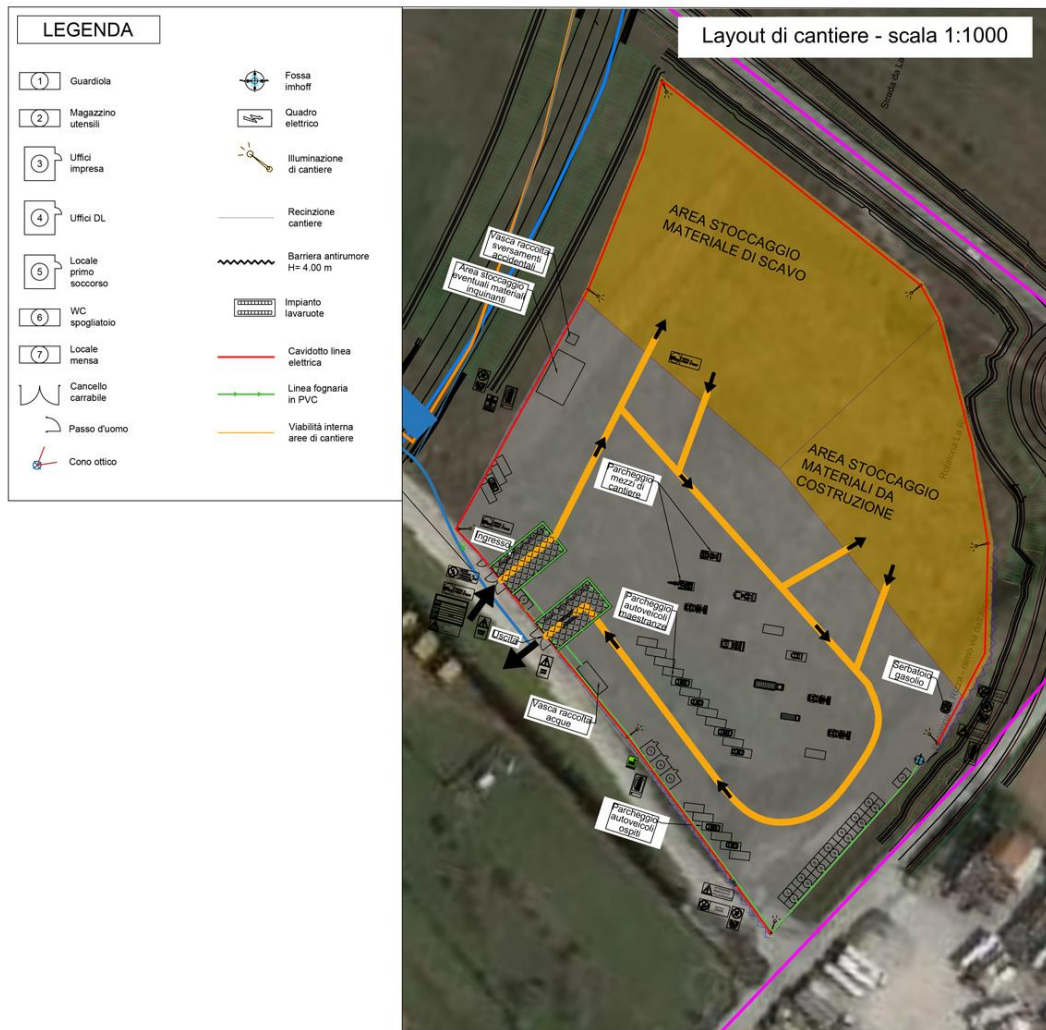 LEGENDA
1
Guardiola
2
Magazzino
utensili
3
Uffici
impresa
4
Uffici DL
5
Locale
primo
soccorso
6
WC
spogliatoio
7
Locale
mensa
Cancello
carrabile
Passo d'uomo
Cono ottico
Fossa
imhoff
Quadro
elettrico
Illuminazione
di cantiere
Recinzione
cantiere
Barriera antirumore
H= 4.00 m
Impianto
lavaruote
Cavidotto linea
elettrica
Linea fognaria
in PVC
Viabilità interna
aree di cantiere
Layout di cantiere - scala 1:1000
Strada da La
AREA STOCCAGGIO
MATERIALE DI SCAVO
Vasca raccolta
sversamenti
accidentali
Area stoccaggio
eventuali materiali
inquinanti
AREA STOCCAGGIO
MATERIALI DA
COSTRUZIONE
Parcheggio
mezzi di
cantiere
Ingresso
Parcheggio
autoveicoli
maestranze
Uscita
Serbatoio
gasolio
Vasca raccolta
acque
Parcheggio
autoveicoli
ospiti